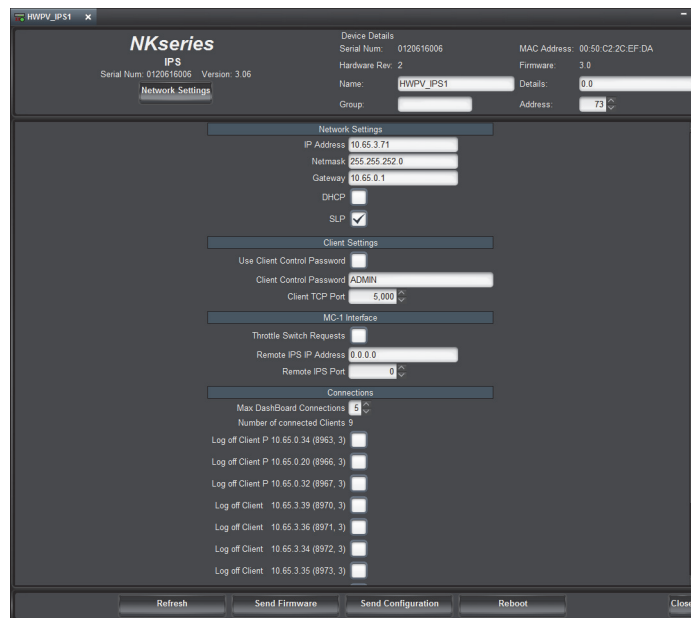 HWPV_IPS1
NKseries
IPS
Serial Num: 0120616006 Version: 3.06
Network Settings
Device Details
Serial Num: 0120616006 MAC Address: 00:50:C2:2C:EF:DA
Hardware Rev: 2 Firmware: 3.0
Name: HWPV_IPS1 Details: 0.0
Group: Address: 73
Network Settings
IP Address 10.65.3.71
Netmask 255.255.252.0
Gateway 10.65.0.1
DHCP
SLP
Client Settings
Use Client Control Password
Client Control Password ADMIN
Client TCP Port 5,000
MC-1 Interface
Throttle Switch Requests
Remote IPS IP Address 0.0.0.0
Remote IPS Port 0
Connections
Max DashBoard Connections 5
Number of connected Clients 9
Log off Client P 10.65.0.34 (8963, 3)
Log off Client P 10.65.0.20 (8966, 3)
Log off Client P 10.65.0.32 (8967, 3)
Log off Client 10.65.3.39 (8970, 3)
Log off Client 10.65.3.36 (8971, 3)
Log off Client 10.65.3.34 (8972, 3)
Log off Client 10.65.3.35 (8973, 3)
Refresh Send Firmware Send Configuration Reboot Close